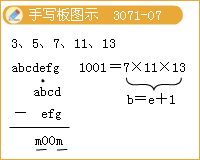 手写板图示 3071-07
3、5、7、11、13
abcdefg 1001=7×11×13
abcd b=e+1
− efg
m00m